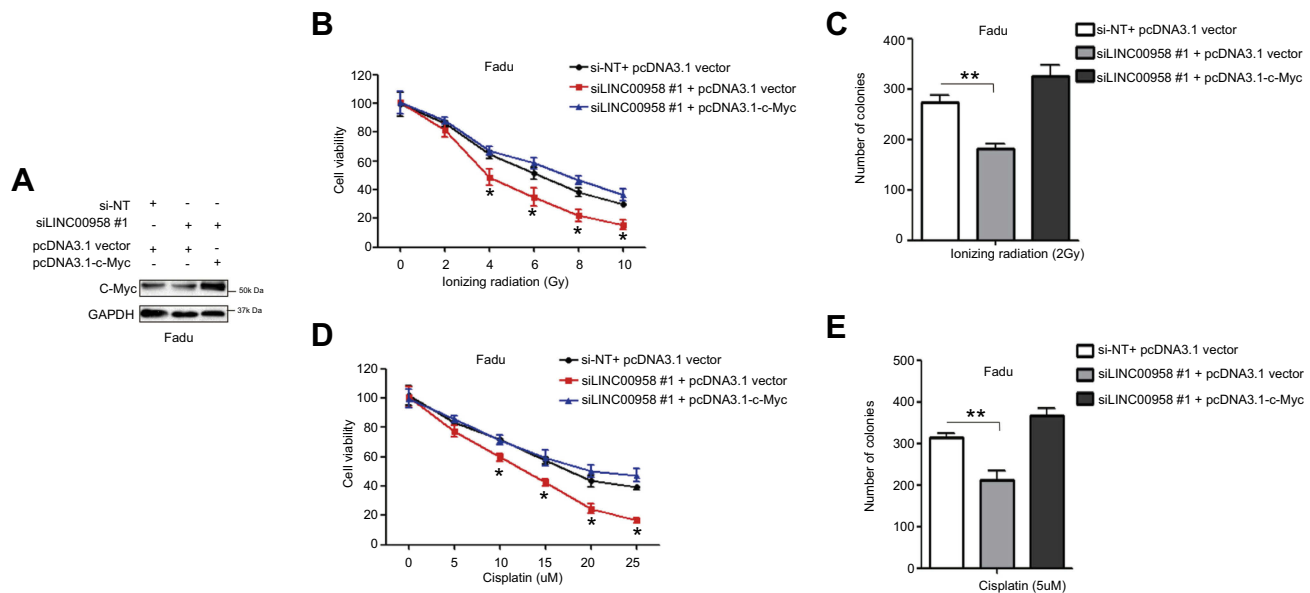 A
si-NT + - -
siLINC00958 #1 - + +
pcDNA3.1 vector + + -
pcDNA3.1-c-Myc - - +
C-Myc 50k Da
GAPDH 37k Da
Fadu
B
Fadu
si-NT+ pcDNA3.1 vector
siLINC00958 #1 + pcDNA3.1 vector
siLINC00958 #1 + pcDNA3.1-c-Myc
Cell viability
120
100
80
60
40
20
0
* * * *
0 2 4 6 8 10
Ionizing radiation (Gy)
C
Fadu
si-NT+ pcDNA3.1 vector
siLINC00958 #1 + pcDNA3.1 vector
siLINC00958 #1 + pcDNA3.1-c-Myc
Number of colonies
400
300
200
100
0
**
Ionizing radiation (2Gy)
D
Fadu
si-NT+ pcDNA3.1 vector
siLINC00958 #1 + pcDNA3.1 vector
siLINC00958 #1 + pcDNA3.1-c-Myc
Cell viability
120
100
80
60
40
20
0
* * * *
0 5 10 15 20 25
Cisplatin (uM)
E
Fadu
si-NT+ pcDNA3.1 vector
siLINC00958 #1 + pcDNA3.1 vector
siLINC00958 #1 + pcDNA3.1-c-Myc
Number of colonies
500
400
300
200
100
0
**
Cisplatin (5uM)